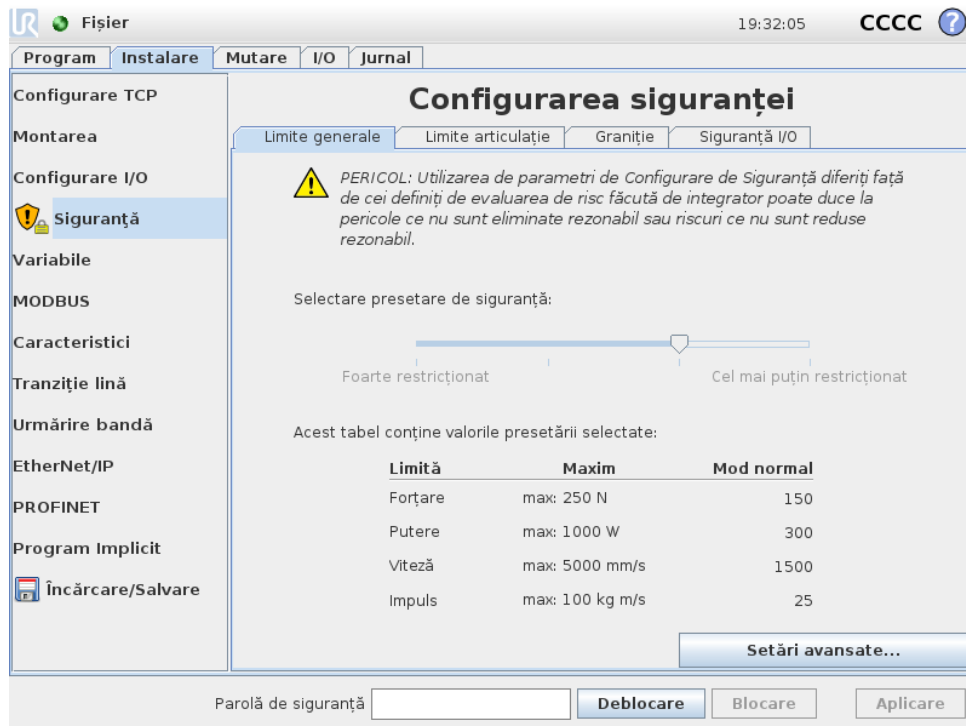 UR Fișier 19:32:05 CCCC ?
Program Instalare Mutare I/O Jurnal
Configurare TCP
Montarea
Configurare I/O
Siguranță
Variabile
MODBUS
Caracteristici
Tranziție lină
Urmărire bandă
EtherNet/IP
PROFINET
Program Implicit
Încărcare/Salvare
Configurarea siguranței
Limite generale Limite articulație Graniție Siguranță I/O
PERICOL: Utilizarea de parametri de Configurare de Siguranță diferiți față
de cei definiți de evaluarea de risc făcută de integrator poate duce la
pericole ce nu sunt eliminate rezonabil sau riscuri ce nu sunt reduse
rezonabil.
Selectare presetare de siguranță:
Foarte restricționat Cel mai puțin restricționat
Acest tabel conține valorile presetării selectate:
Limită Maxim Mod normal
Forțare max: 250 N 150
Putere max: 1000 W 300
Viteză max: 5000 mm/s 1500
Impuls max: 100 kg m/s 25
Setări avansate...
Parolă de siguranță Deblocare Blocare Aplicare